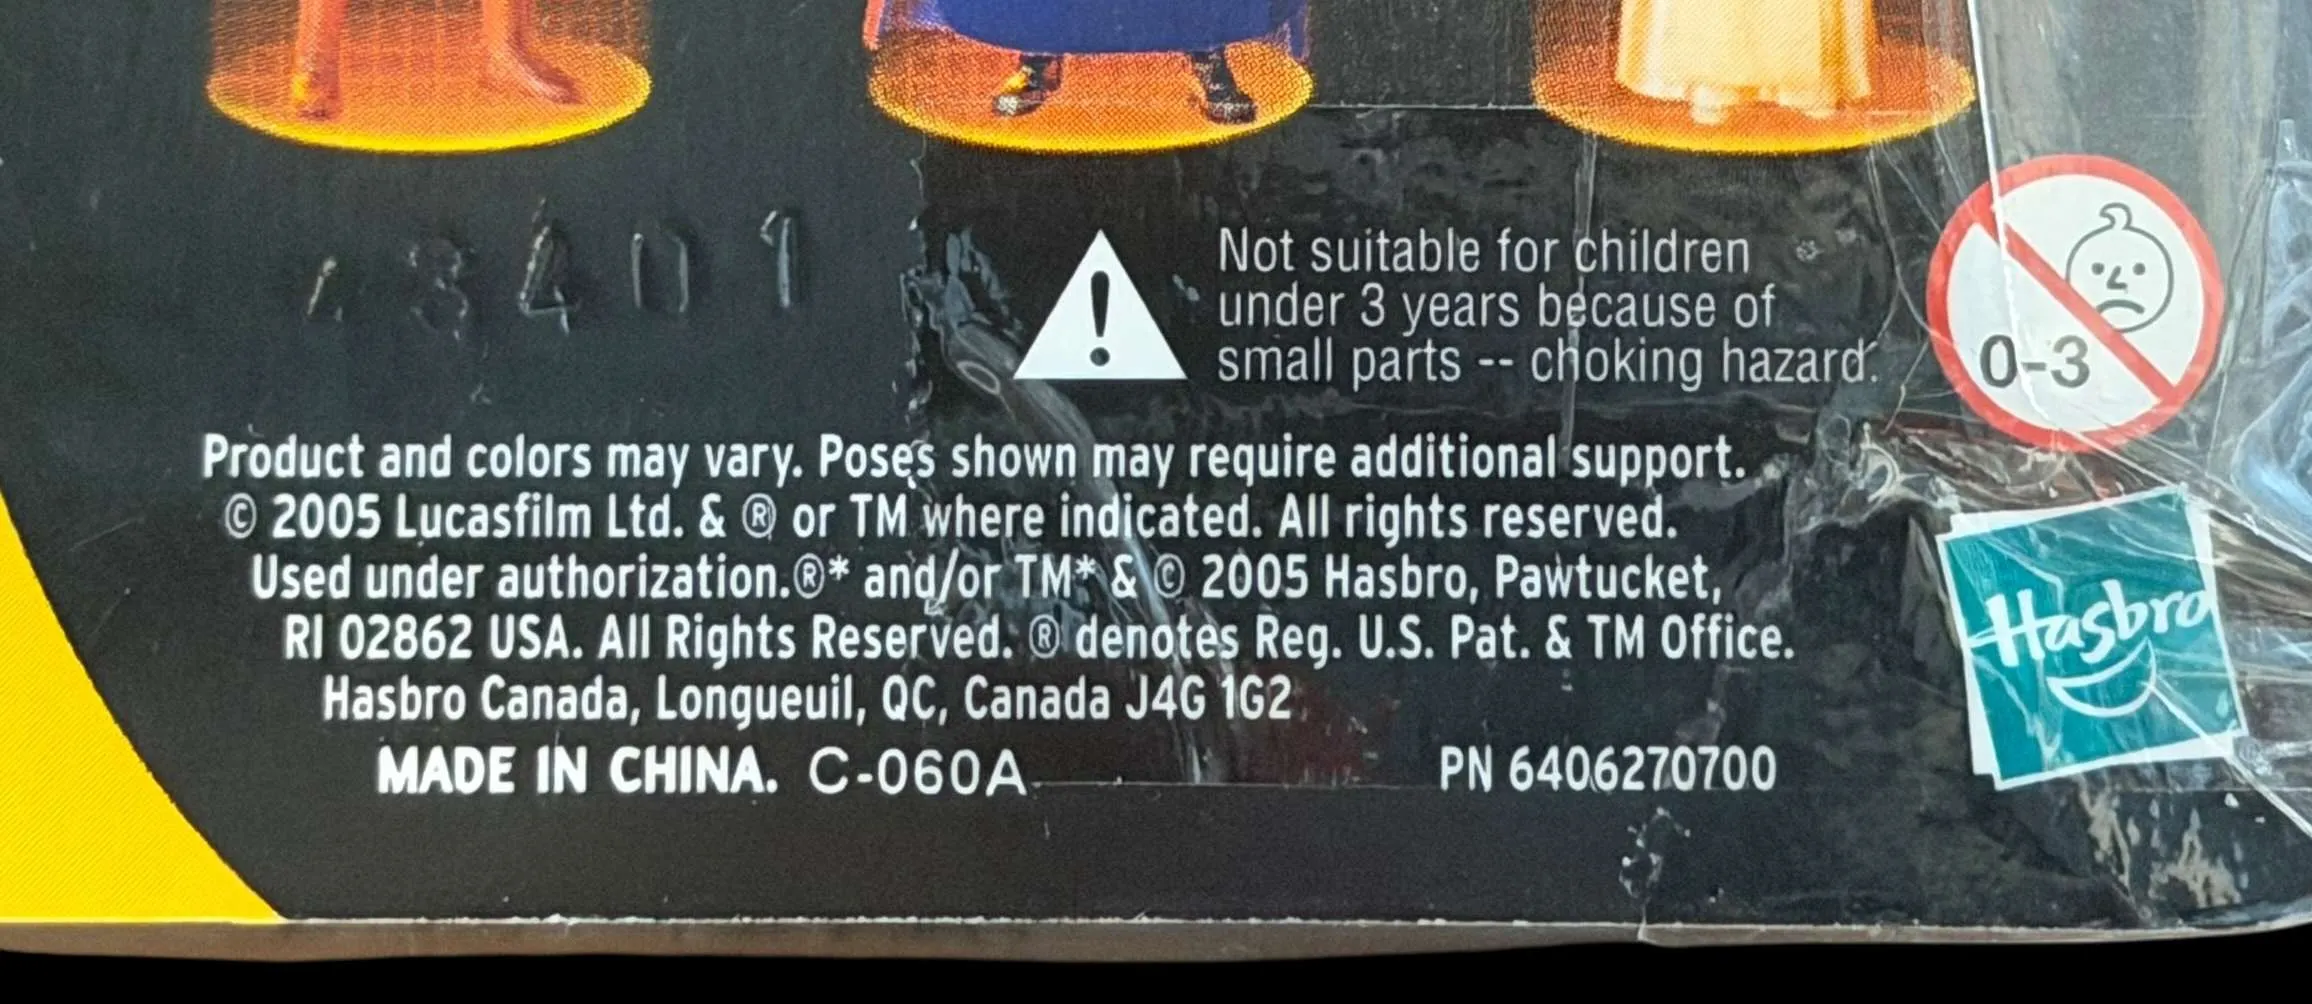 48401
Not suitable for children
under 3 years because of
small parts -- choking hazard.
0-3
Product and colors may vary. Poses shown may require additional support.
© 2005 Lucasfilm Ltd. & ® or TM where indicated. All rights reserved.
Used under authorization.®* and/or TM* & © 2005 Hasbro, Pawtucket,
RI 02862 USA. All Rights Reserved. ® denotes Reg. U.S. Pat. & TM Office.
Hasbro Canada, Longueuil, QC, Canada J4G 1G2
MADE IN CHINA. C-060A PN 6406270700
Hasbro